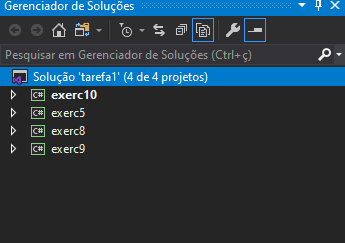 Gerenciador de Soluções
Pesquisar em Gerenciador de Soluções (Ctrl+ç)
Solução 'tarefa1' (4 de 4 projetos)
C# exerc10
C# exerc5
C# exerc8
C# exerc9